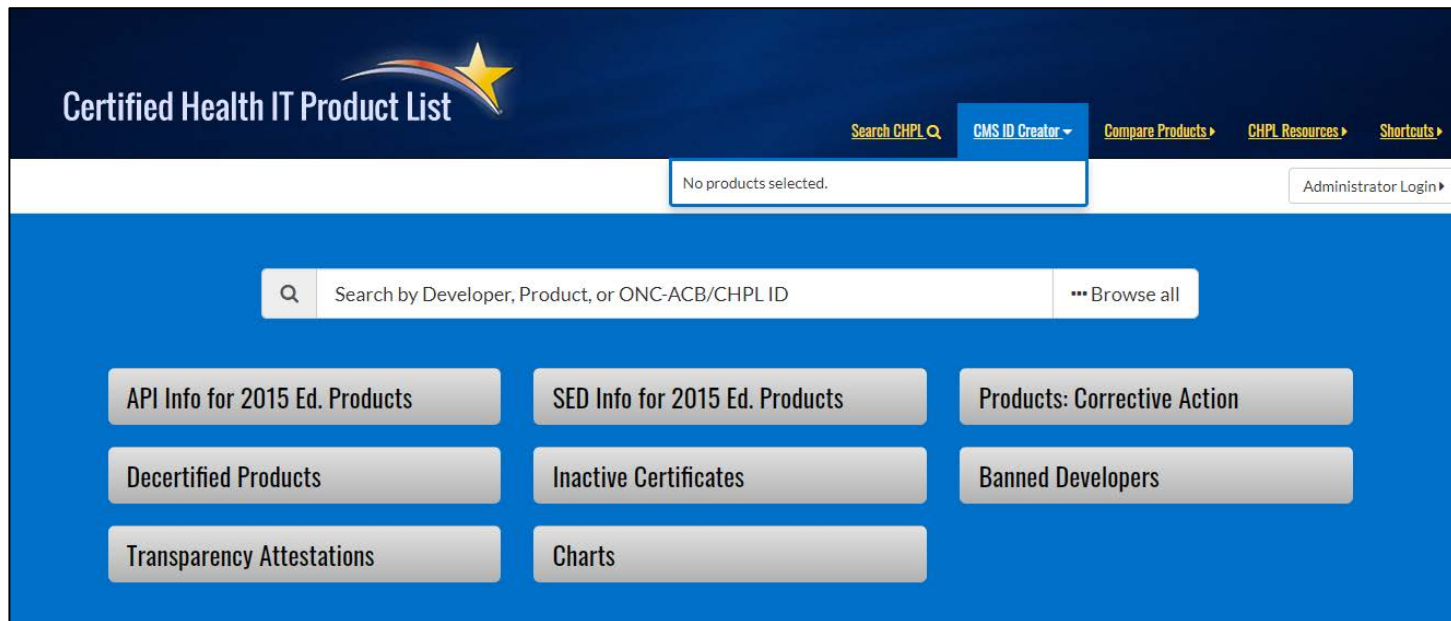 Certified Health IT Product List
Search CHPL
CMS ID Creator
Compare Products
CHPL Resources
Shortcuts
No products selected.
Administrator Login
Search by Developer, Product, or ONC-ACB/CHPL ID
Browse all
API Info for 2015 Ed. Products
SED Info for 2015 Ed. Products
Products: Corrective Action
Decertified Products
Inactive Certificates
Banned Developers
Transparency Attestations
Charts